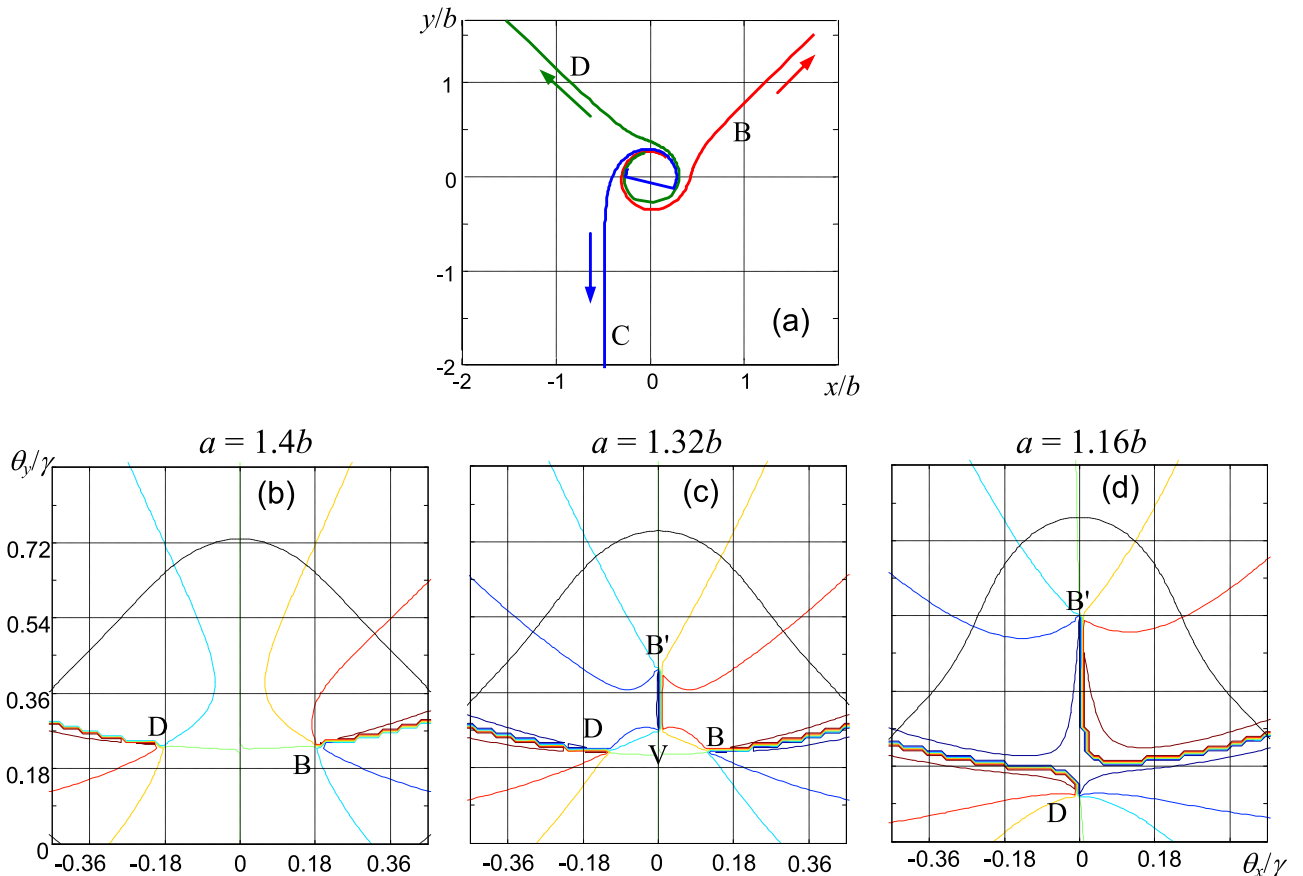 y/b
1
0
-1
-2
-2 -1 0 1 x/b
D
B
C
(a)
a = 1.4b
θy/γ
0.72
0.54
0.36
0.18
0
-0.36 -0.18 0 0.18 0.36
(b)
D
B
a = 1.32b
(c)
B'
D
B
V
-0.36 -0.18 0 0.18 0.36
a = 1.16b
(d)
B'
D
-0.36 -0.18 0 0.18 θx/γ